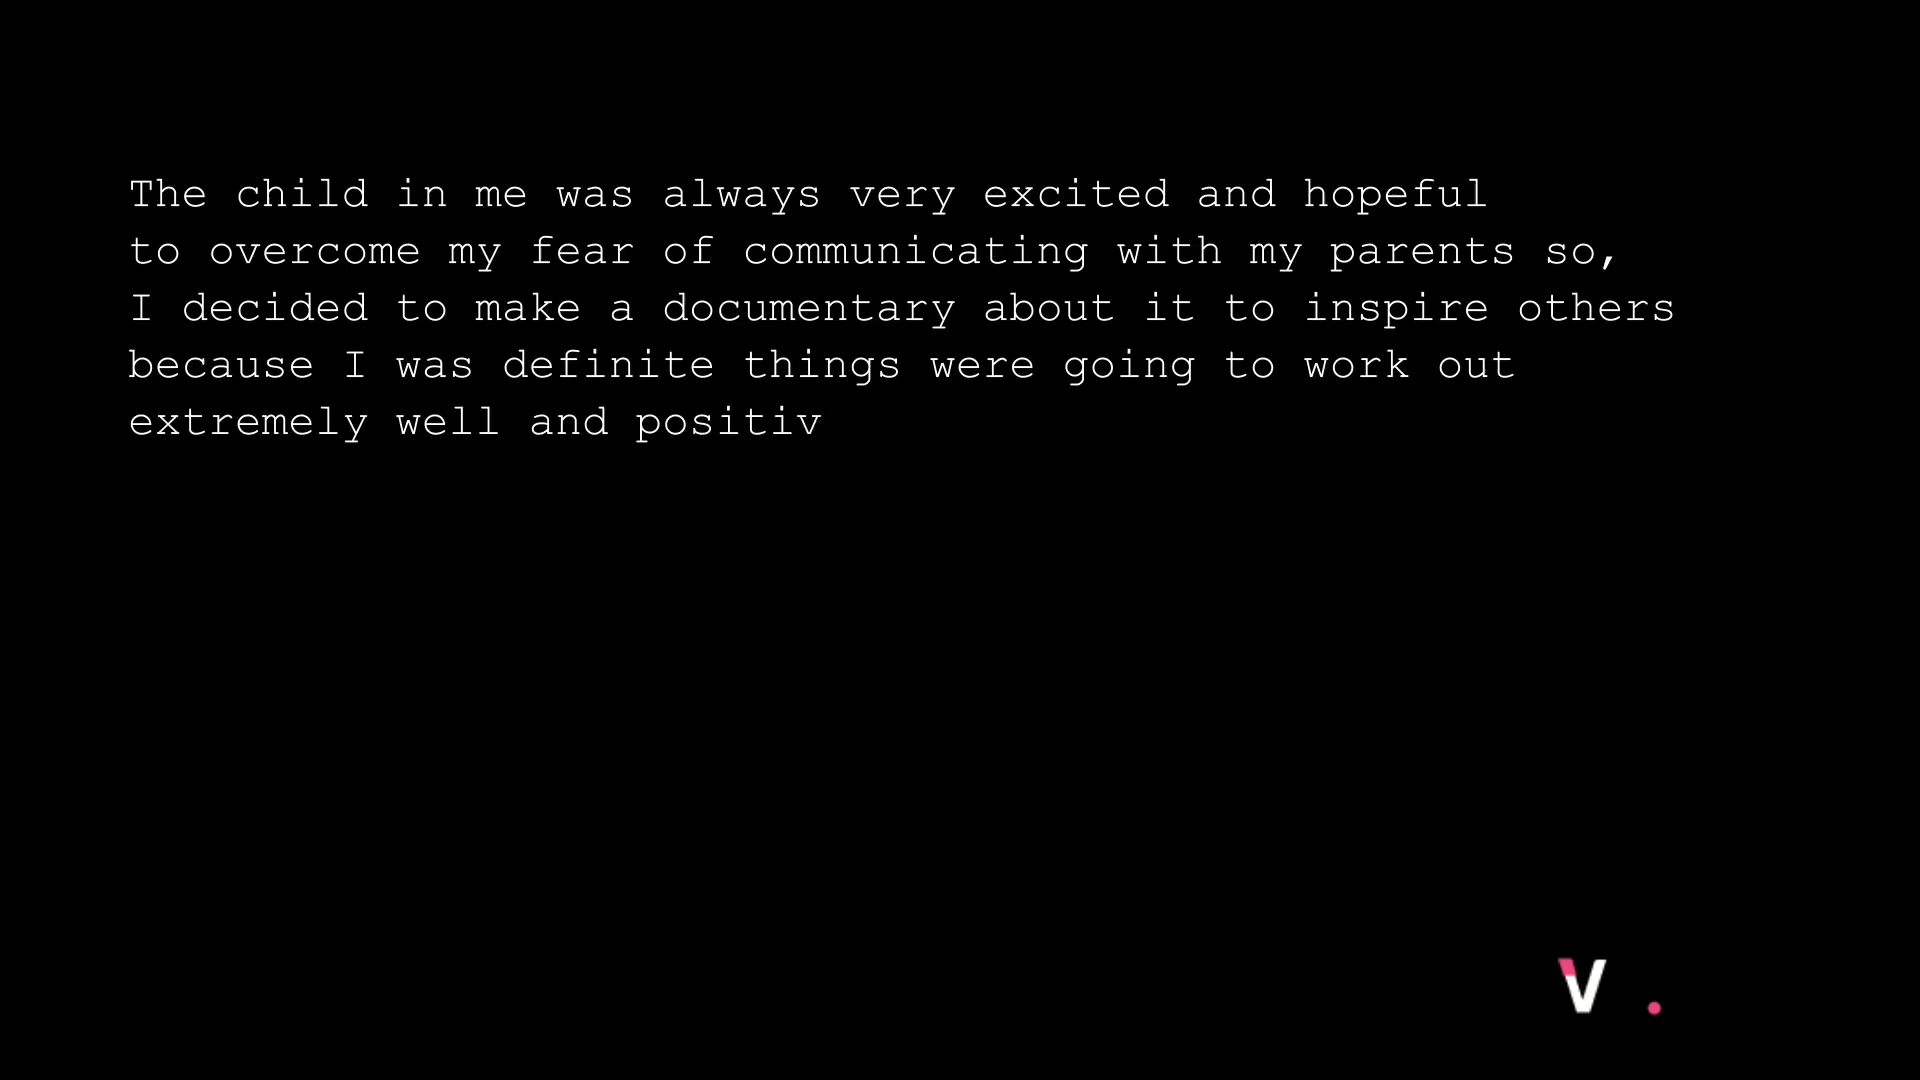 The child in me was always very excited and hopeful
to overcome my fear of communicating with my parents so,
I decided to make a documentary about it to inspire others
because I was definite things were going to work out
extremely well and positiv
V .